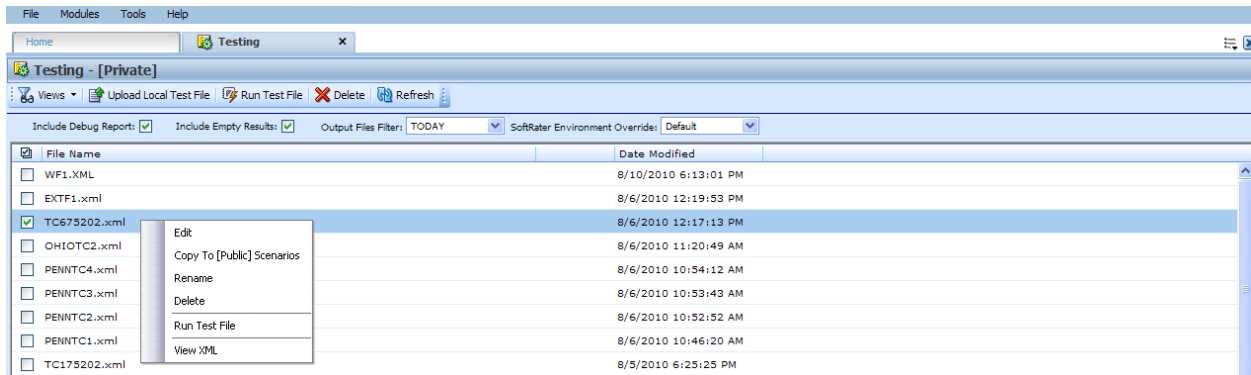 File Modules Tools Help
Home Testing x
Testing - [Private]
Views Upload Local Test File Run Test File Delete Refresh
Include Debug Report: Include Empty Results: Output Files Filter: TODAY SoftRater Environment Override: Default
File Name Date Modified
WF1.XML 8/10/2010 6:13:01 PM
EXTF1.xml 8/6/2010 12:19:53 PM
TC675202.xml 8/6/2010 12:17:13 PM
Edit
OHIOTC2.xml 8/6/2010 11:20:49 AM
Copy To [Public] Scenarios
PENNTC4.xml 8/6/2010 10:54:12 AM
Rename
PENNTC3.xml 8/6/2010 10:53:43 AM
Delete
PENNTC2.xml 8/6/2010 10:52:52 AM
Run Test File
PENNTC1.xml 8/6/2010 10:46:20 AM
View XML
TC175202.xml 8/5/2010 6:25:25 PM